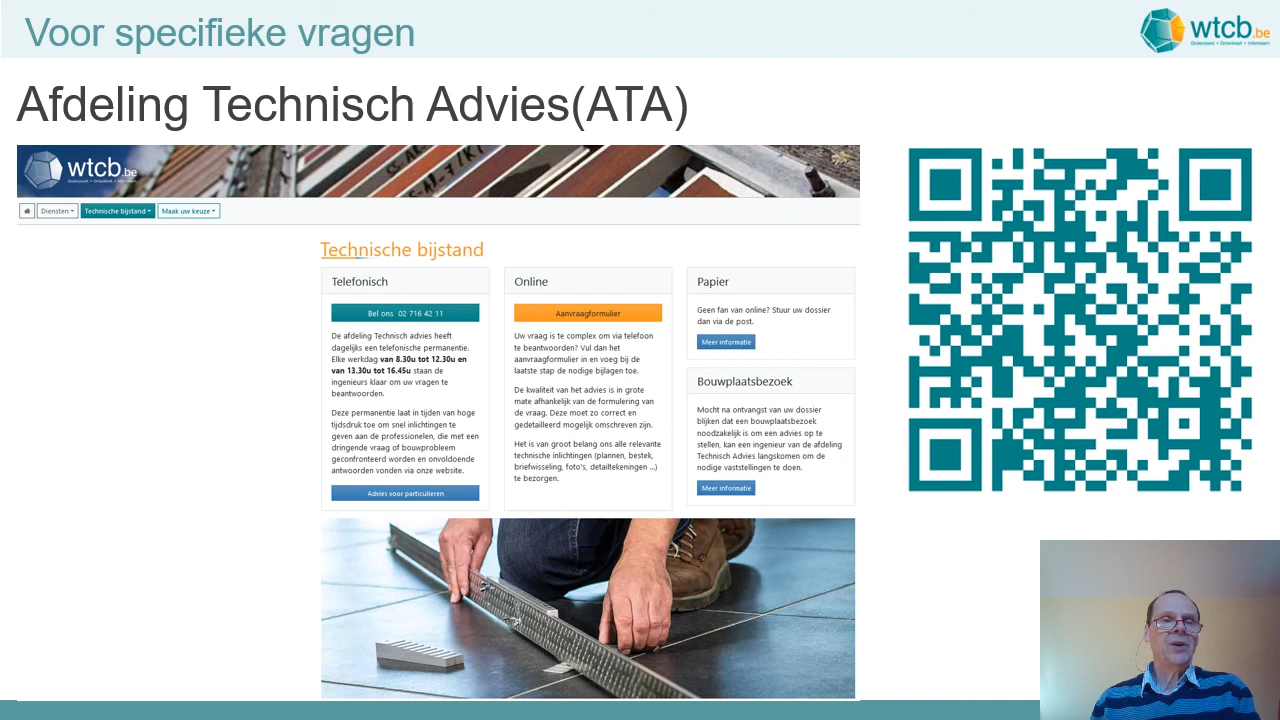 Voor specifieke vragen
wtcb.be
Onderzoekt • Ontwikkelt • Informeert
Afdeling Technisch Advies(ATA)
wtcb.be
Onderzoekt • Ontwikkelt • Informeert
Diensten
Technische bijstand
Maak uw keuze
Technische bijstand
Telefonisch
Bel ons 02 716 42 11
De afdeling Technisch advies heeft
dagelijks een telefonische permanentie.
Elke werkdag van 8.30u tot 12.30u en
van 13.30u tot 16.45u staan de
ingenieurs klaar om uw vragen te
beantwoorden.
Deze permanentie laat in tijden van hoge
tijdsdruk toe om snel inlichtingen te
geven aan de professionelen, die met een
dringende vraag of bouwprobleem
geconfronteerd worden en onvoldoende
antwoorden vonden via onze website.
Advies voor particulieren
Online
Aanvraagformulier
Uw vraag is te complex om via telefoon
te beantwoorden? Vul dan het
aanvraagformulier in en voeg bij de
laatste stap de nodige bijlagen toe.
De kwaliteit van het advies is in grote
mate afhankelijk van de formulering van
de vraag. Deze moet zo correct en
gedetailleerd mogelijk omschreven zijn.
Het is van groot belang ons alle relevante
technische inlichtingen (plannen, bestek,
briefwisseling, foto's, detailtekeningen ...)
te bezorgen.
Papier
Geen fan van online? Stuur uw dossier
dan via de post.
Meer informatie
Bouwplaatsbezoek
Mocht na ontvangst van uw dossier
blijken dat een bouwplaatsbezoek
noodzakelijk is om een advies op te
stellen, kan een ingenieur van de afdeling
Technisch Advies langskomen om de
nodige vaststellingen te doen.
Meer informatie